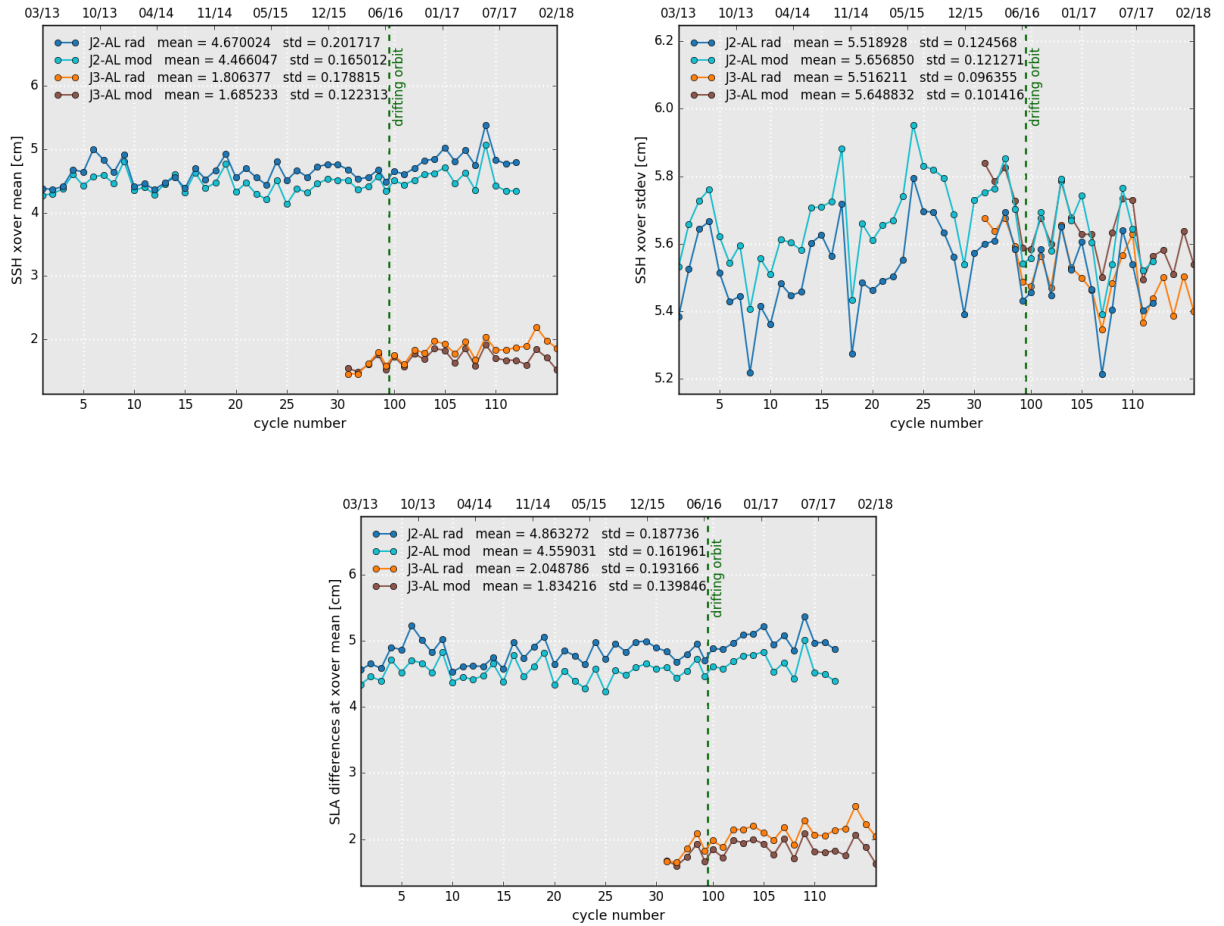 03/13 10/13 04/14 11/14 05/15 12/15 06/16 01/17 07/17 02/18
J2-AL rad mean = 4.670024 std = 0.201717
J2-AL mod mean = 4.466047 std = 0.165012
J3-AL rad mean = 1.806377 std = 0.178815
J3-AL mod mean = 1.685233 std = 0.122313
drifting orbit
SSH xover mean [cm]
6
5
4
3
2
5 10 15 20 25 30 100 105 110
cycle number
03/13 10/13 04/14 11/14 05/15 12/15 06/16 01/17 07/17 02/18
J2-AL rad mean = 5.518928 std = 0.124568
J2-AL mod mean = 5.656850 std = 0.121271
J3-AL rad mean = 5.516211 std = 0.096355
J3-AL mod mean = 5.648832 std = 0.101416
drifting orbit
SSH xover stdev [cm]
6.2
6.0
5.8
5.6
5.4
5.2
5 10 15 20 25 30 100 105 110
cycle number
03/13 10/13 04/14 11/14 05/15 12/15 06/16 01/17 07/17 02/18
J2-AL rad mean = 4.863272 std = 0.187736
J2-AL mod mean = 4.559031 std = 0.161961
J3-AL rad mean = 2.048786 std = 0.193166
J3-AL mod mean = 1.834216 std = 0.139846
drifting orbit
SLA differences at xover mean [cm]
6
5
4
3
2
5 10 15 20 25 30 100 105 110
cycle number